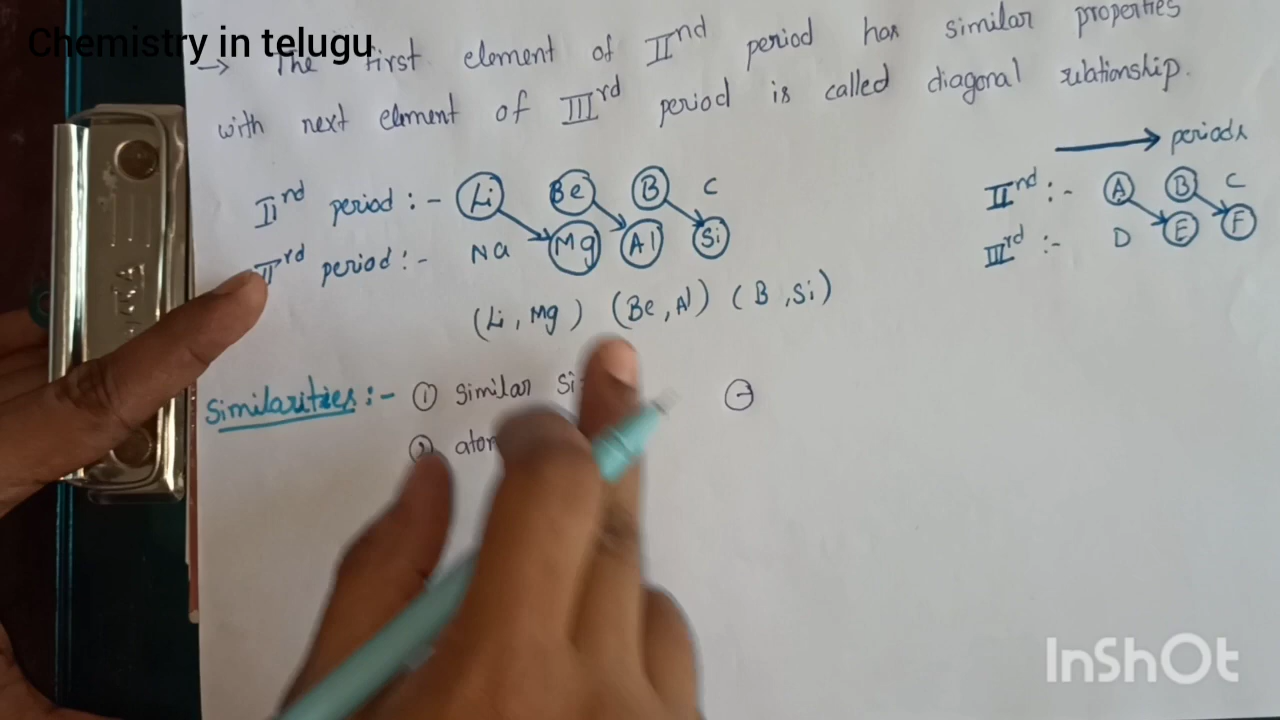 Chemistry in telugu
→ The first element of IInd period has similar properties
with next element of IIIrd period is called diagonal relationship.
→ periods
IInd period :- Li Be B C
IInd :- A B C
period :- Na Mg Al Si
IIIrd :- D E F
(Li, Mg) (Be, Al) (B, Si)
Similarities :- ① Similar
②
InShOt